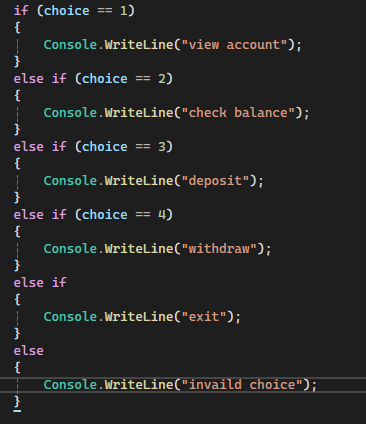 if (choice == 1)
{
Console.WriteLine("view account");
}
else if (choice == 2)
{
Console.WriteLine("check balance");
}
else if (choice == 3)
{
Console.WriteLine("deposit");
}
else if (choice == 4)
{
Console.WriteLine("withdraw");
}
else if
{
Console.WriteLine("exit");
}
else
{
Console.WriteLine("invaild choice");
}